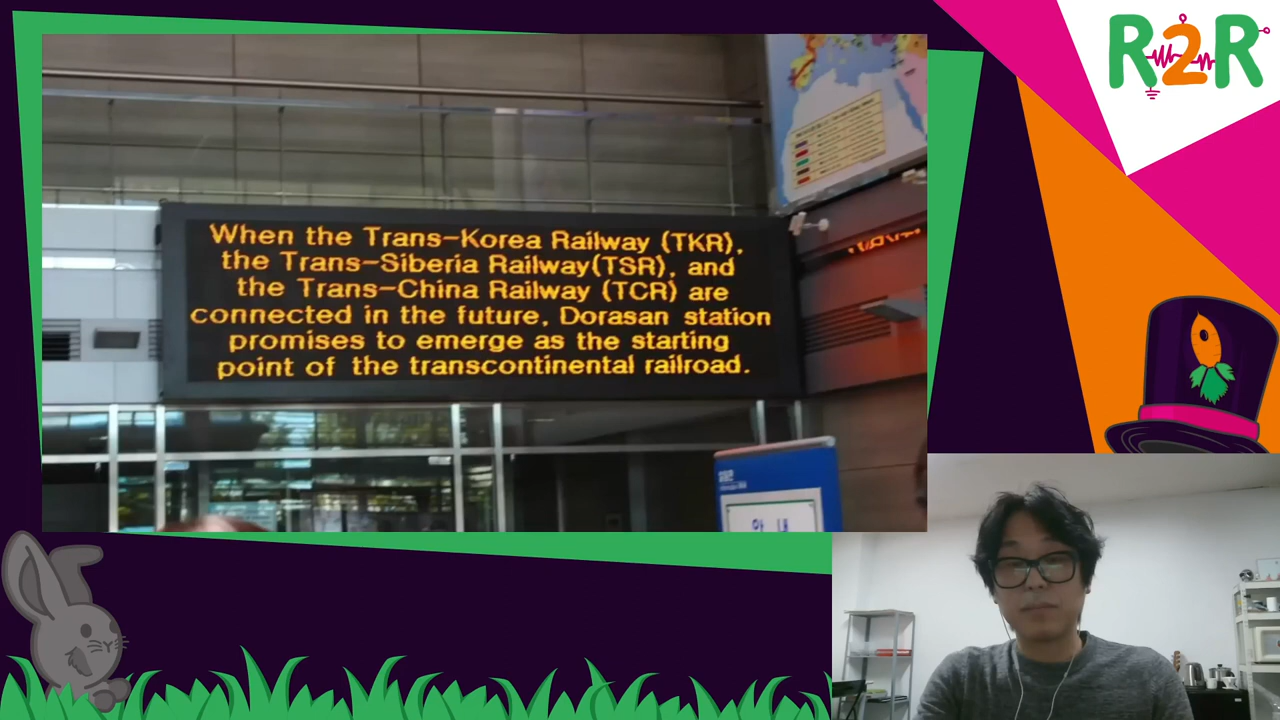 R2R
When the Trans-Korea Railway (TKR),
the Trans-Siberia Railway(TSR), and
the Trans-China Railway (TCR) are
connected in the future, Dorasan station
promises to emerge as the starting
point of the transcontinental railroad.